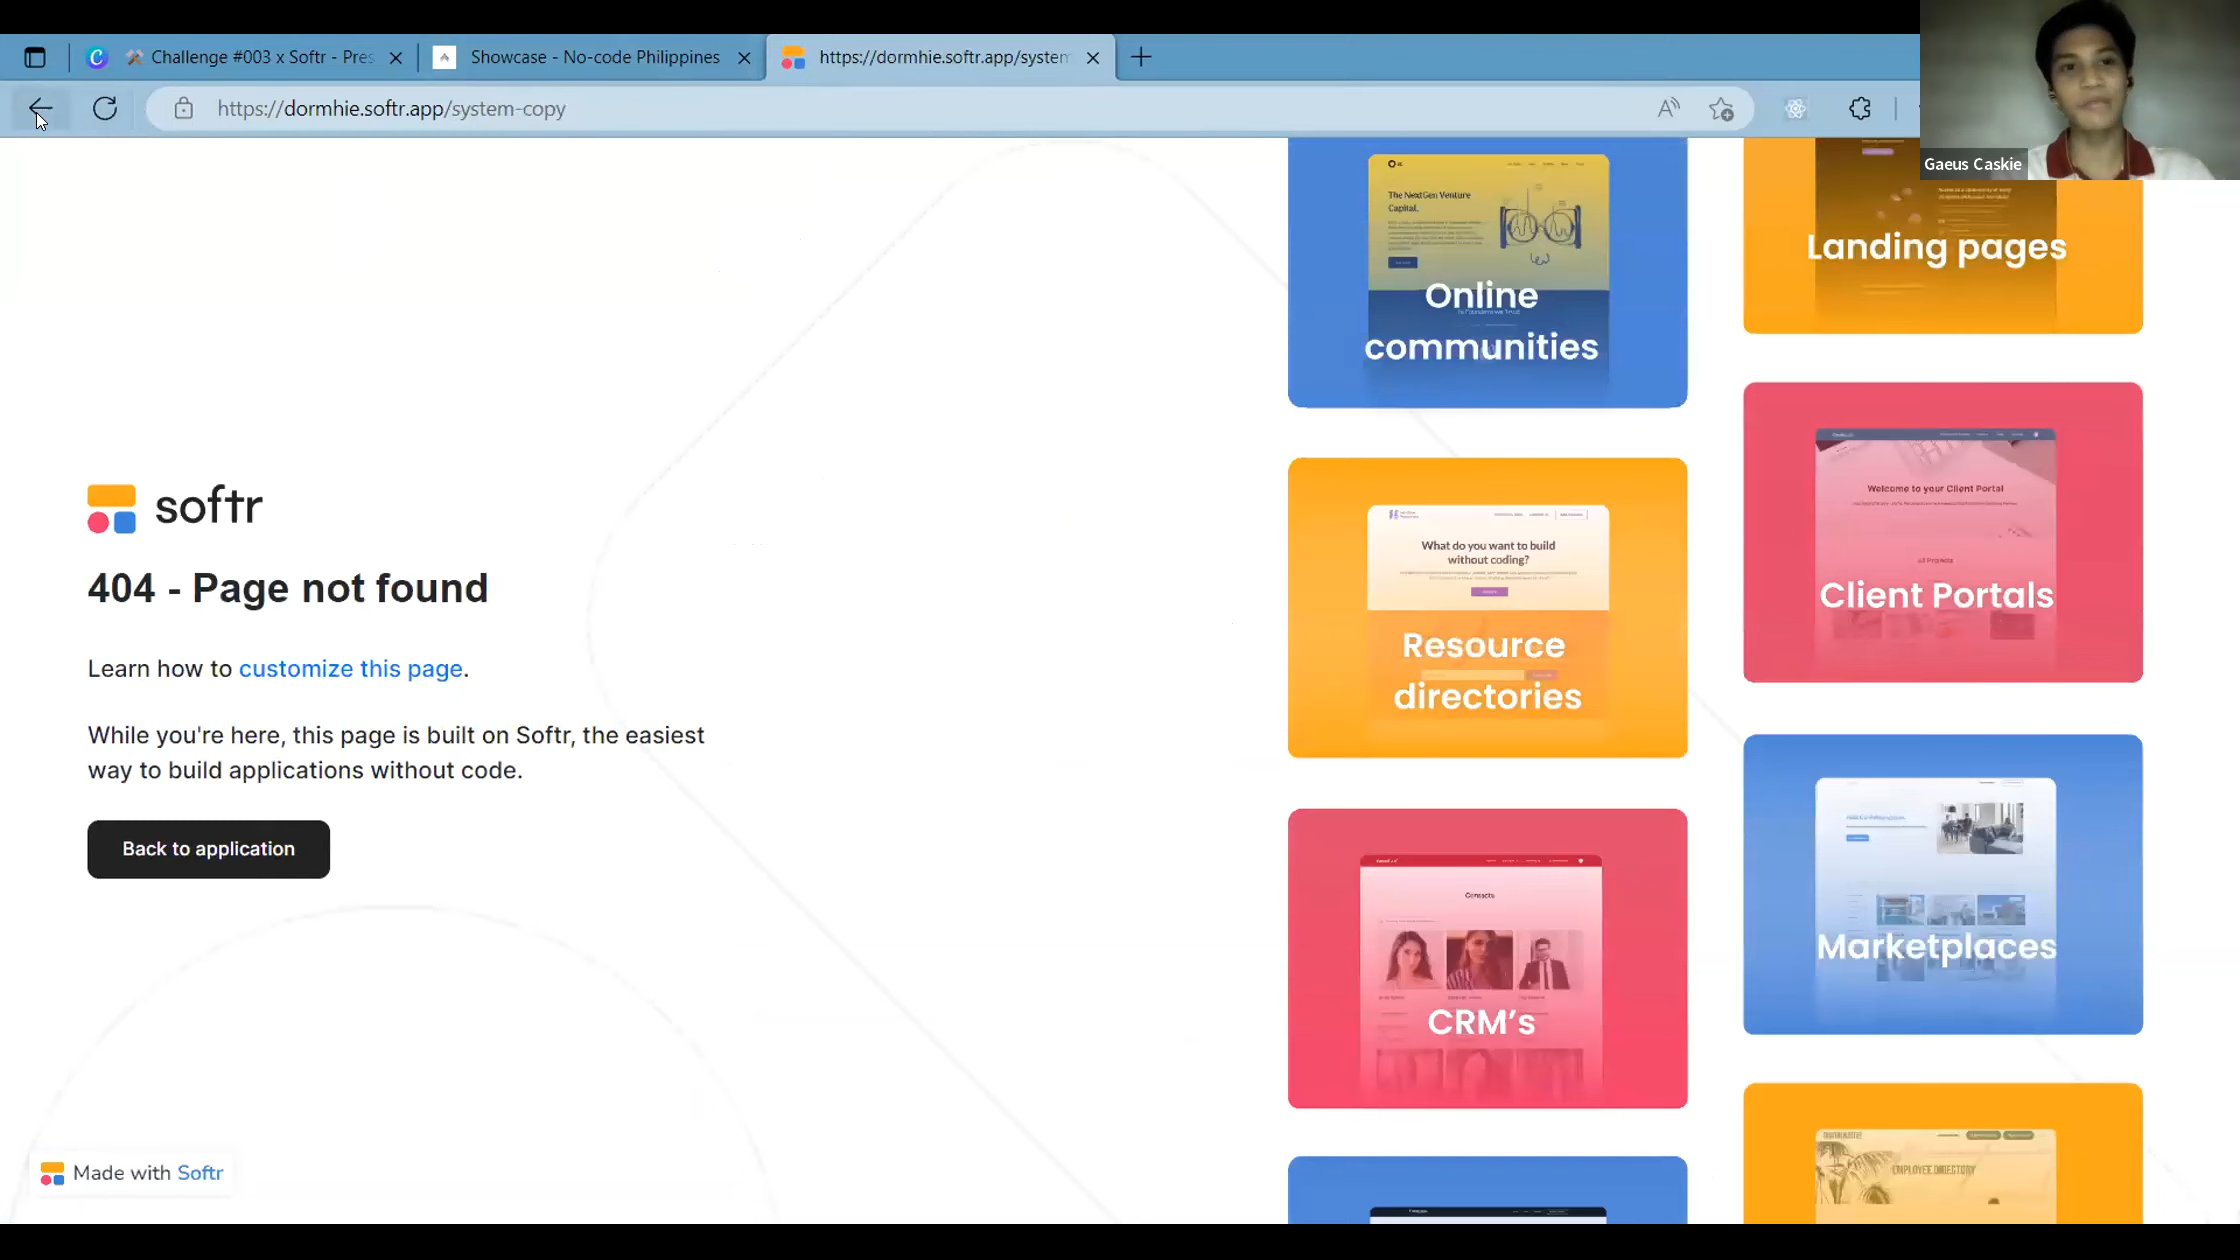 Challenge #003 x Softr - Pres
Showcase - No-code Philippines
https://dormhie.softr.app/system
https://dormhie.softr.app/system-copy
Gaeus Caskie
softr
404 - Page not found
Learn how to customize this page.
While you're here, this page is built on Softr, the easiest
way to build applications without code.
Back to application
Made with Softr
The NextGen Venture
Capital.
Online
communities
Landing pages
What do you want to build
without coding?
Resource
directories
Welcome to your Client Portal
Client Portals
Contacts
CRM's
Marketplaces
EMPLOYEE DIRECTORY